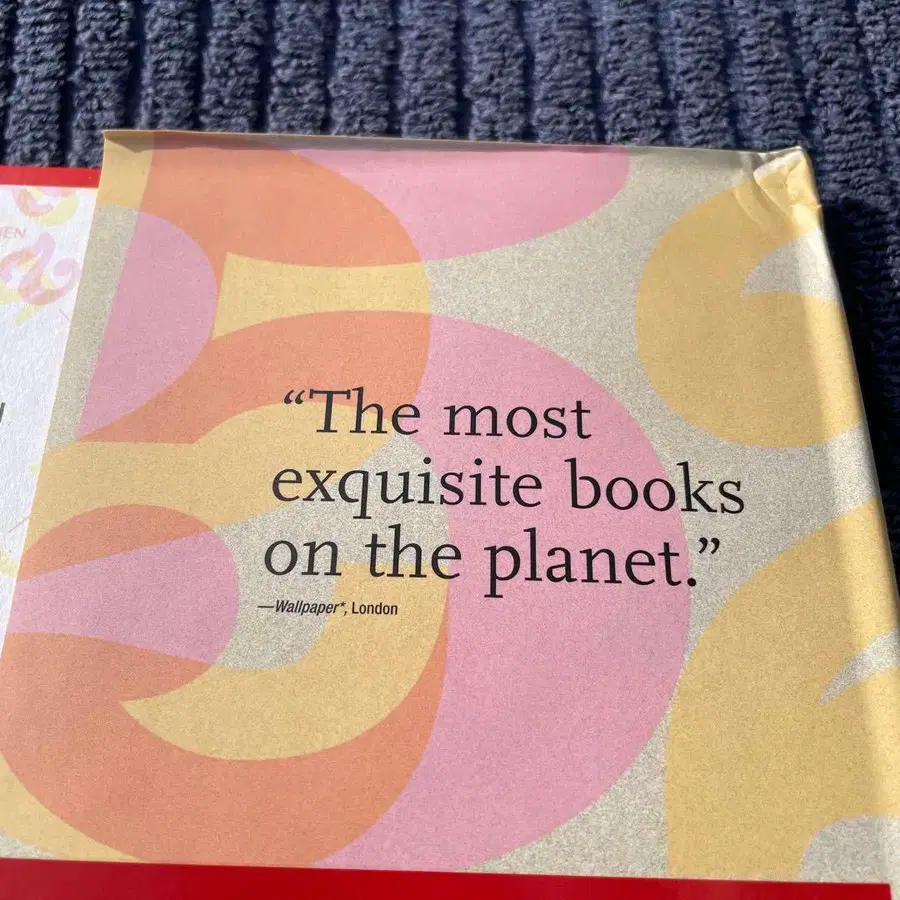 “The most
exquisite books
on the planet.”
—Wallpaper*, London